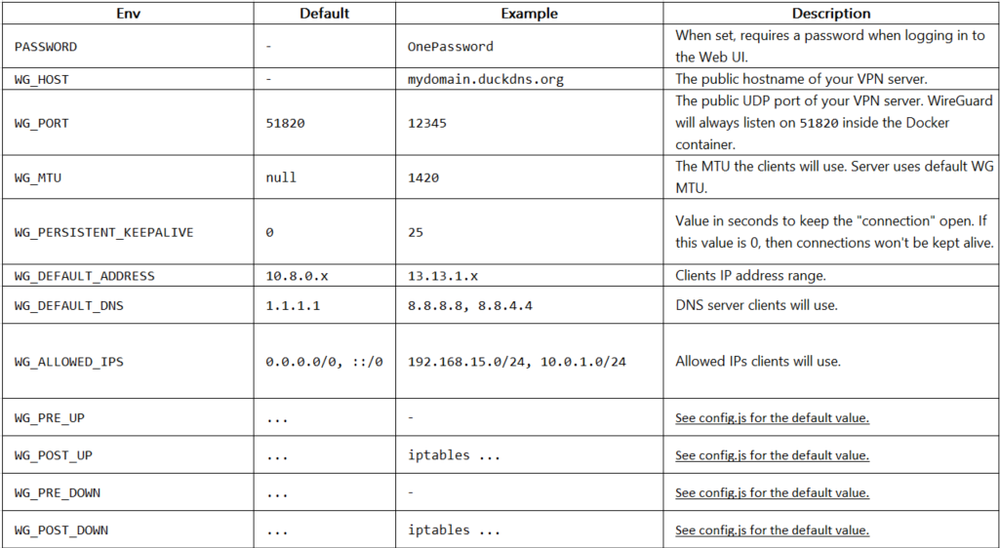 Env Default Example Description
PASSWORD - OnePassword When set, requires a password when logging in to
the Web UI.
WG_HOST - mydomain.duckdns.org The public hostname of your VPN server.
WG_PORT 51820 12345 The public UDP port of your VPN server. WireGuard
will always listen on 51820 inside the Docker
container.
WG_MTU null 1420 The MTU the clients will use. Server uses default WG
MTU.
WG_PERSISTENT_KEEPALIVE 0 25 Value in seconds to keep the "connection" open. If
this value is 0, then connections won't be kept alive.
WG_DEFAULT_ADDRESS 10.8.0.x 13.13.1.x Clients IP address range.
WG_DEFAULT_DNS 1.1.1.1 8.8.8.8, 8.8.4.4 DNS server clients will use.
WG_ALLOWED_IPS 0.0.0.0/0, ::/0 192.168.15.0/24, 10.0.1.0/24 Allowed IPs clients will use.
WG_PRE_UP ... - See config.js for the default value.
WG_POST_UP ... iptables ... See config.js for the default value.
WG_PRE_DOWN ... - See config.js for the default value.
WG_POST_DOWN ... iptables ... See config.js for the default value.